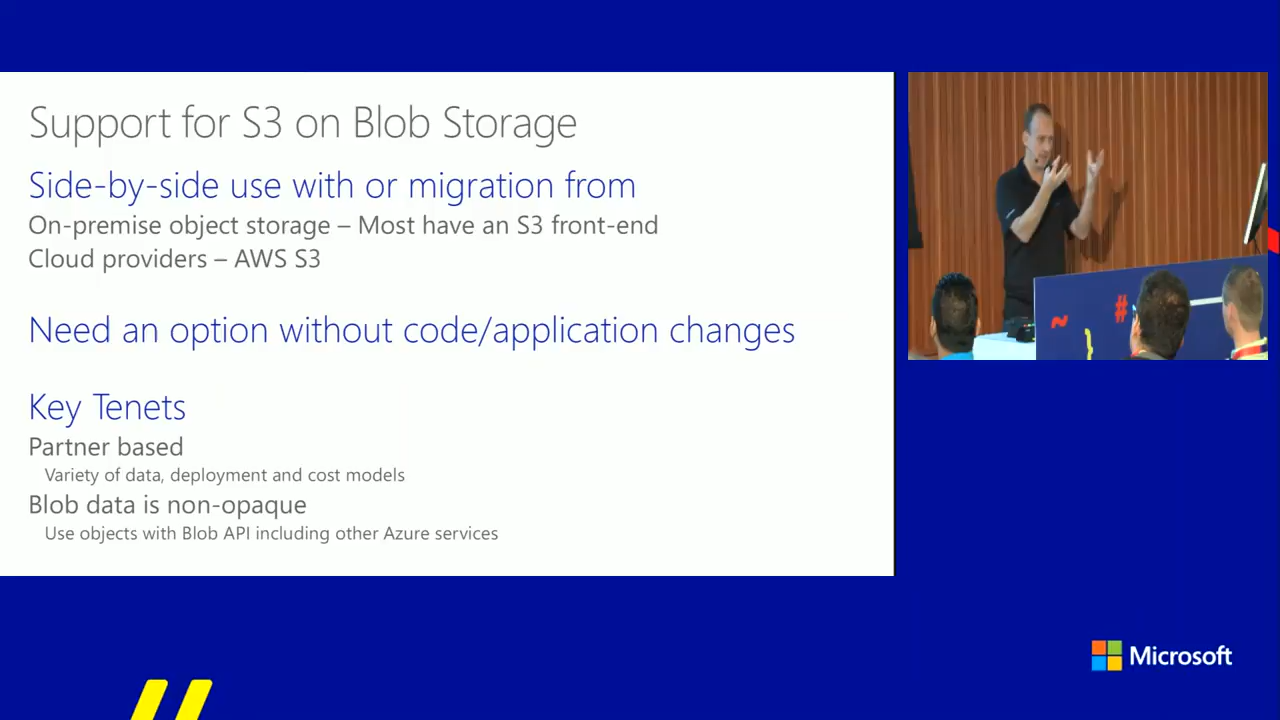 Support for S3 on Blob Storage
Side-by-side use with or migration from
On-premise object storage – Most have an S3 front-end
Cloud providers – AWS S3
Need an option without code/application changes
Key Tenets
Partner based
Variety of data, deployment and cost models
Blob data is non-opaque
Use objects with Blob API including other Azure services
~ #
}
Microsoft
//